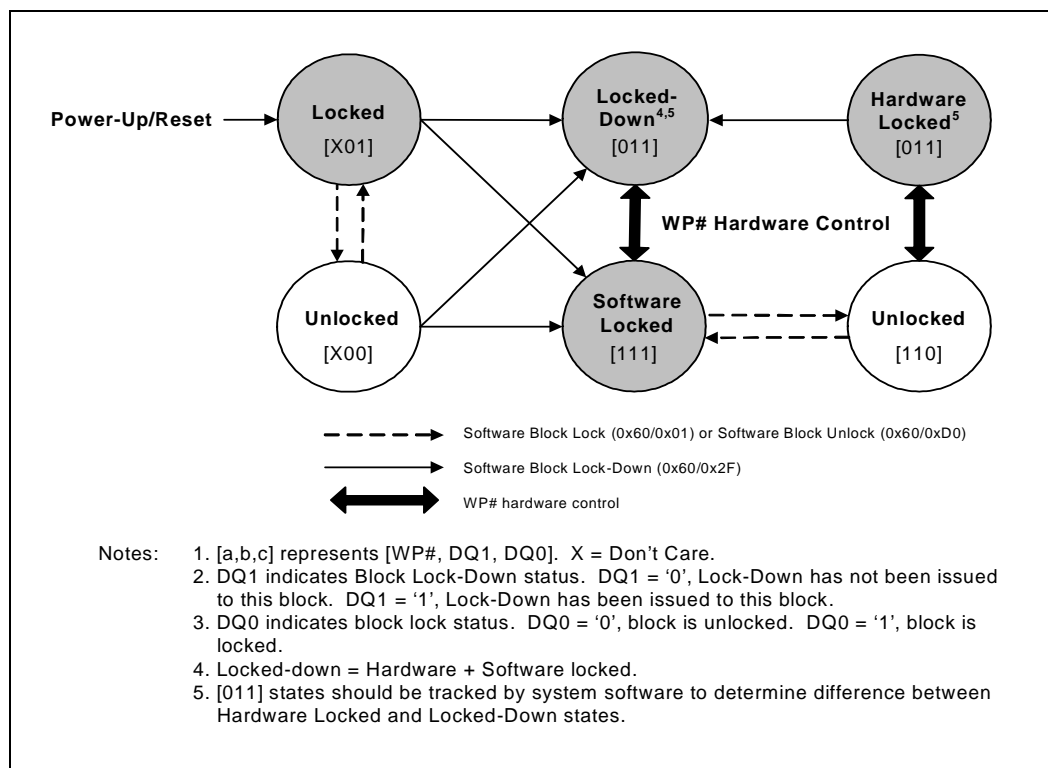 Power-Up/Reset
Locked
[X01]
Locked-
Down4,5
[011]
Hardware
Locked5
[011]
WP# Hardware Control
Unlocked
[X00]
Software
Locked
[111]
Unlocked
[110]
Software Block Lock (0x60/0x01) or Software Block Unlock (0x60/0xD0)
Software Block Lock-Down (0x60/0x2F)
WP# hardware control
Notes: 1. [a,b,c] represents [WP#, DQ1, DQ0]. X = Don't Care.
2. DQ1 indicates Block Lock-Down status. DQ1 = ‘0’, Lock-Down has not been issued
to this block. DQ1 = ‘1’, Lock-Down has been issued to this block.
3. DQ0 indicates block lock status. DQ0 = ‘0’, block is unlocked. DQ0 = ‘1’, block is
locked.
4. Locked-down = Hardware + Software locked.
5. [011] states should be tracked by system software to determine difference between
Hardware Locked and Locked-Down states.